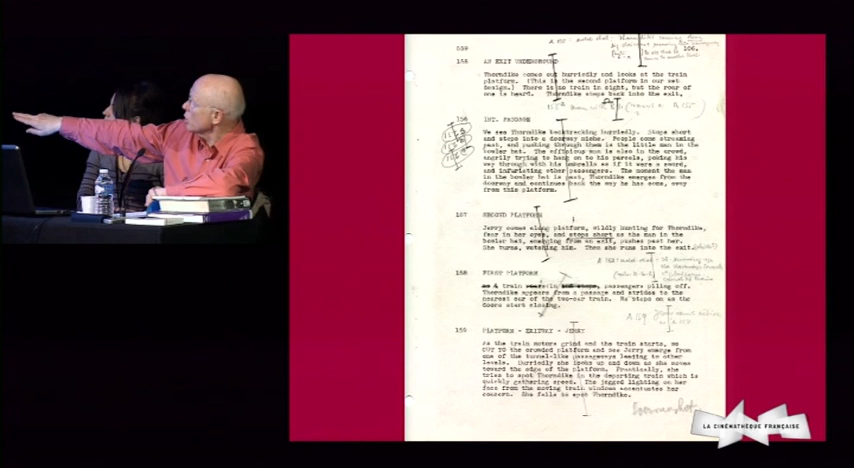 106.
155 AN EXIT UNDERGROUND
Thorndike comes out hurriedly and looks at the train
platform. (This is the second platform in our set
design.) There is no train in sight, but the roar of
one is heard. Thorndike steps back into the exit.
156 INT. PASSAGE
We see Thorndike backtracking hurriedly. Stops short
and steps into a doorway niche. People come streaming
past, and pushing through them is the little man in the
bowler hat. The officious man is also in the crowd,
angrily trying to hang on to his parcels, poking his
way through with his umbrella as if it were a sword,
and infuriating other passengers. The moment the man
in the bowler hat is past, Thorndike emerges from the
doorway and continues back the way he has come, away
from this platform.
157 SECOND PLATFORM
Jerry comes along platform, wildly hunting for Thorndike,
fear in her eyes, and stops short as the man in the
bowler hat, emerging from an exit, pushes past her.
She turns, watching him. Then she runs into the exit.
158 FIRST PLATFORM
train passengers piling off.
Thorndike appears from a passage and strides to the
nearest car of the two-car train. He steps on as the
doors start closing.
159 PLATFORM - EXITWAY - JERRY
As the train motors grind and the train starts, we
CUT TO the crowded platform and see Jerry emerge from
one of the tunnel-like passageways leading to other
levels. Hurriedly she looks up and down as she moves
toward the edge of the platform. Frantically, she
tries to spot Thorndike in the departing train which is
quickly gathering speed. The jagged lighting on her
face from the moving train windows accentuates her
concern. She fails to spot Thorndike.
LA CINÉMATHÈQUE FRANÇAISE